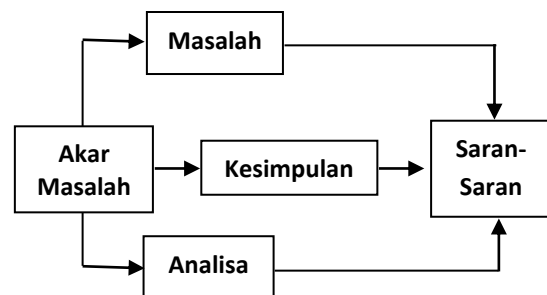 Masalah
Akar
Masalah
Kesimpulan
Saran-
Saran
Analisa